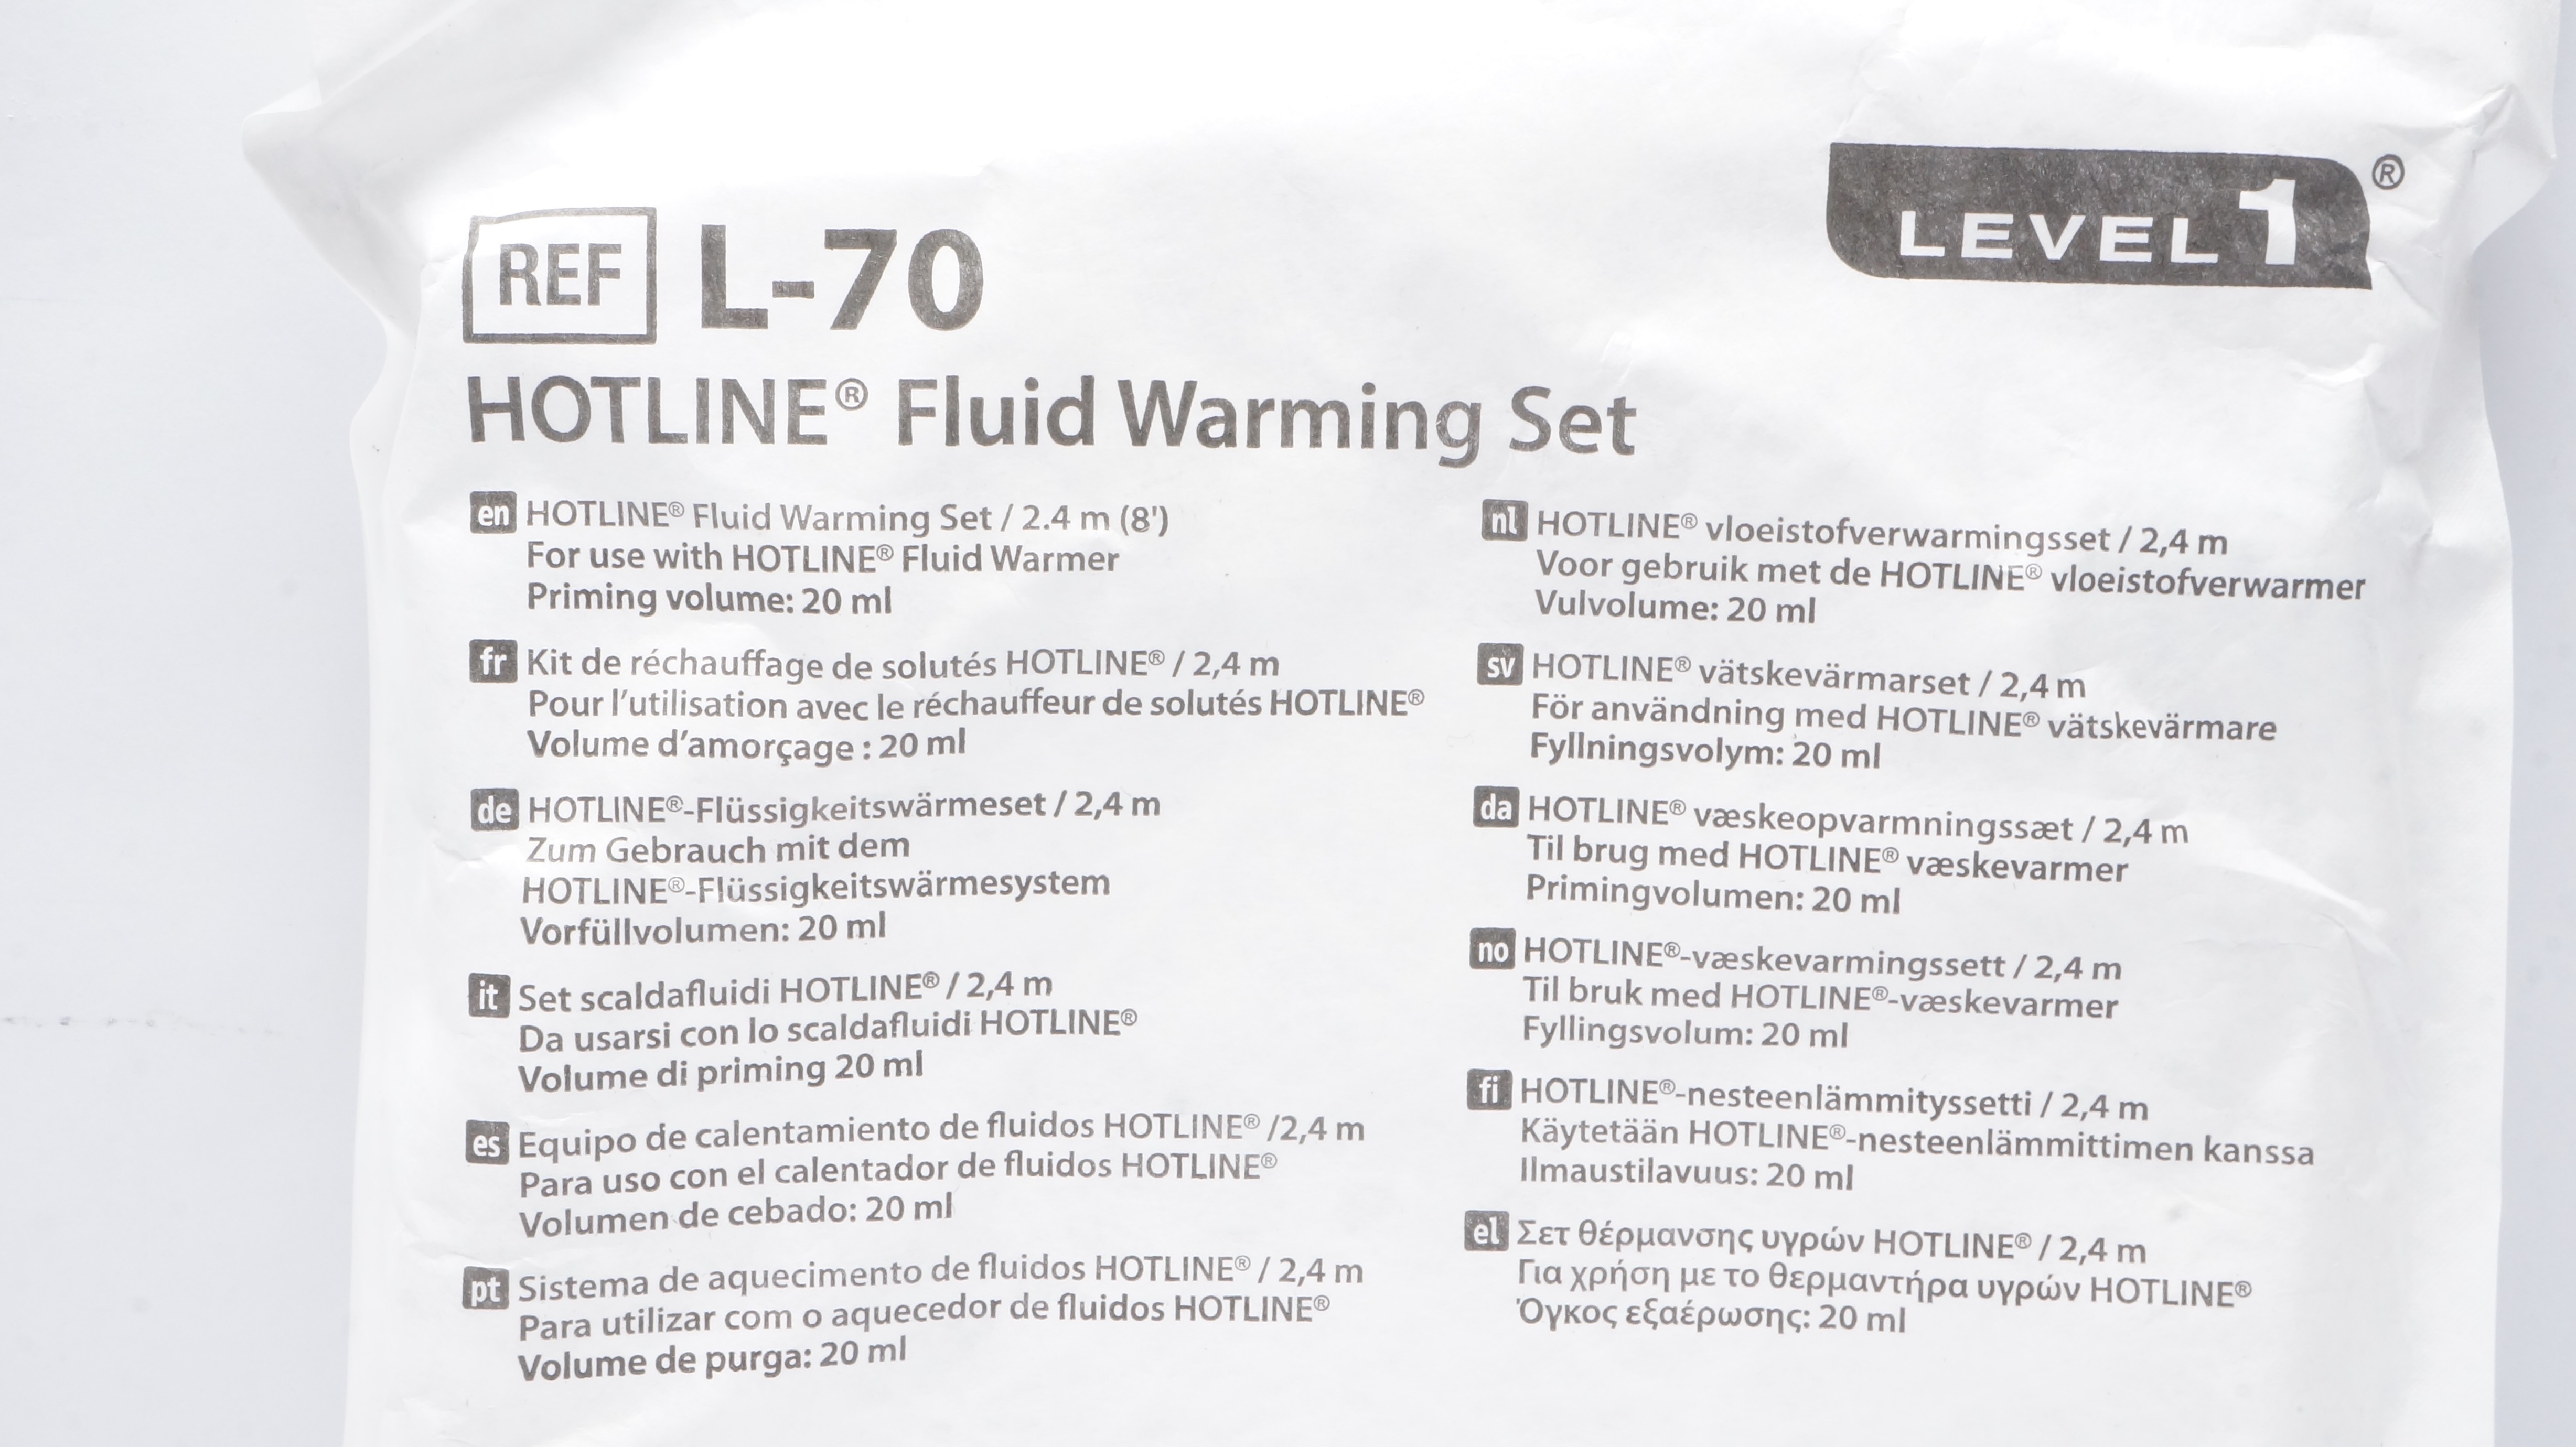 LEVEL 1®
REF L-70
HOTLINE® Fluid Warming Set
en HOTLINE® Fluid Warming Set / 2.4 m (8')
For use with HOTLINE® Fluid Warmer
Priming volume: 20 ml
fr Kit de réchauffage de solutés HOTLINE® / 2,4 m
Pour l'utilisation avec le réchauffeur de solutés HOTLINE®
Volume d'amorçage : 20 ml
de HOTLINE®-Flüssigkeitswärmeset / 2,4 m
Zum Gebrauch mit dem
HOTLINE®-Flüssigkeitswärmesystem
Vorfüllvolumen: 20 ml
it Set scaldafluidi HOTLINE® / 2,4 m
Da usarsi con lo scaldafluidi HOTLINE®
Volume di priming 20 ml
es Equipo de calentamiento de fluidos HOTLINE® /2,4 m
Para uso con el calentador de fluidos HOTLINE®
Volumen de cebado: 20 ml
pt Sistema de aquecimento de fluidos HOTLINE® / 2,4 m
Para utilizar com o aquecedor de fluidos HOTLINE®
Volume de purga: 20 ml
nl HOTLINE® vloeistofverwarmingsset / 2,4 m
Voor gebruik met de HOTLINE® vloeistofverwarmer
Vulvolume: 20 ml
sv HOTLINE® vätskevärmarset / 2,4 m
För användning med HOTLINE® vätskevärmare
Fyllningsvolym: 20 ml
da HOTLINE® væskeopvarmningssæt / 2,4 m
Til brug med HOTLINE® væskevarmer
Primingvolumen: 20 ml
no HOTLINE®-væskevarmingssett / 2,4 m
Til bruk med HOTLINE®-væskevarmer
Fyllingsvolum: 20 ml
fi HOTLINE®-nesteenlämmityssetti / 2,4 m
Käytetään HOTLINE®-nesteenlämmittimen kanssa
Ilmaustilavuus: 20 ml
el Σετ θέρμανσης υγρών HOTLINE® / 2,4 m
Για χρήση με το θερμαντήρα υγρών HOTLINE®
Όγκος εξαέρωσης: 20 ml